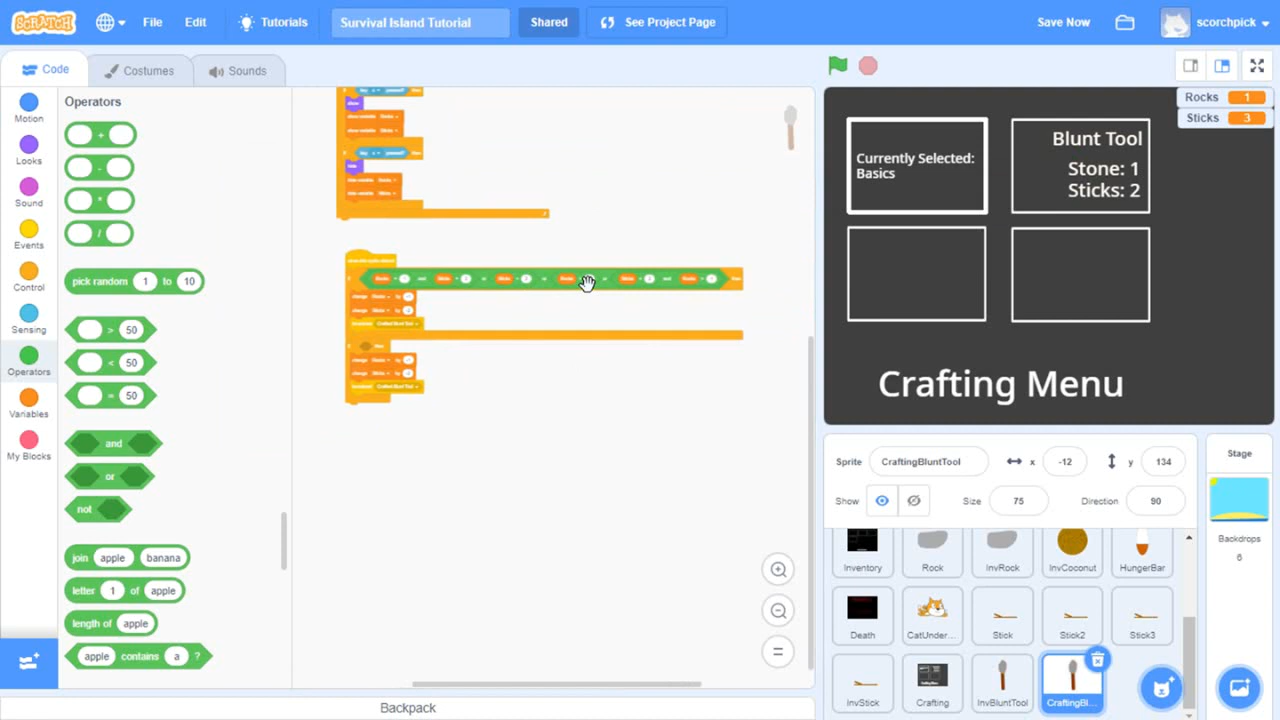 SCRATCH
File
Edit
Tutorials
Survival Island Tutorial
Shared
See Project Page
Save Now
scorchpick
Code
Costumes
Sounds
Motion
Looks
Sound
Events
Control
Sensing
Operators
Variables
My Blocks
Operators
+
-
*
/
pick random 1 to 10
> 50
< 50
= 50
and
or
not
join apple banana
letter 1 of apple
length of apple
apple contains a ?
Backpack
Rocks 1
Sticks 3
Currently Selected:
Basics
Blunt Tool
Stone: 1
Sticks: 2
Crafting Menu
Sprite CraftingBluntTool x -12 y 134
Show Size 75 Direction 90
Inventory Rock InvRock InvCoconut HungerBar
Death CatUnder... Stick Stick2 Stick3
InvStick Crafting InvBluntTool CraftingBl...
Stage
Backdrops
6